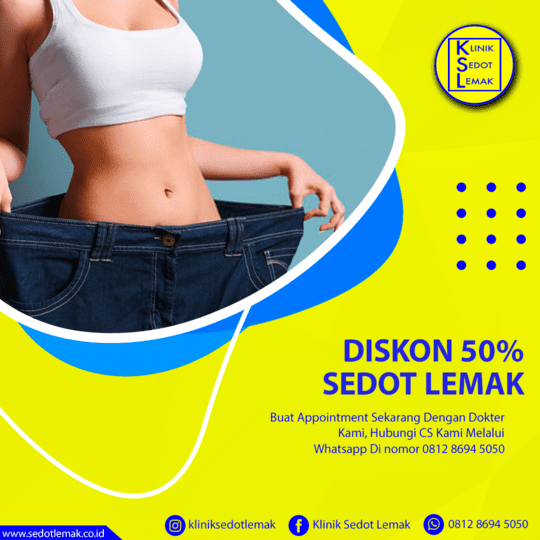 KLINIK
SEDOT
LEMAK
DISKON 50%
SEDOT LEMAK
Buat Appointment Sekarang Dengan Dokter
Kami, Hubungi CS Kami Melalui
Whatsapp Di nomor 0812 8694 5050
www.sedotlemak.co.id
kliniksedotlemak
Klinik Sedot Lemak
0812 8694 5050